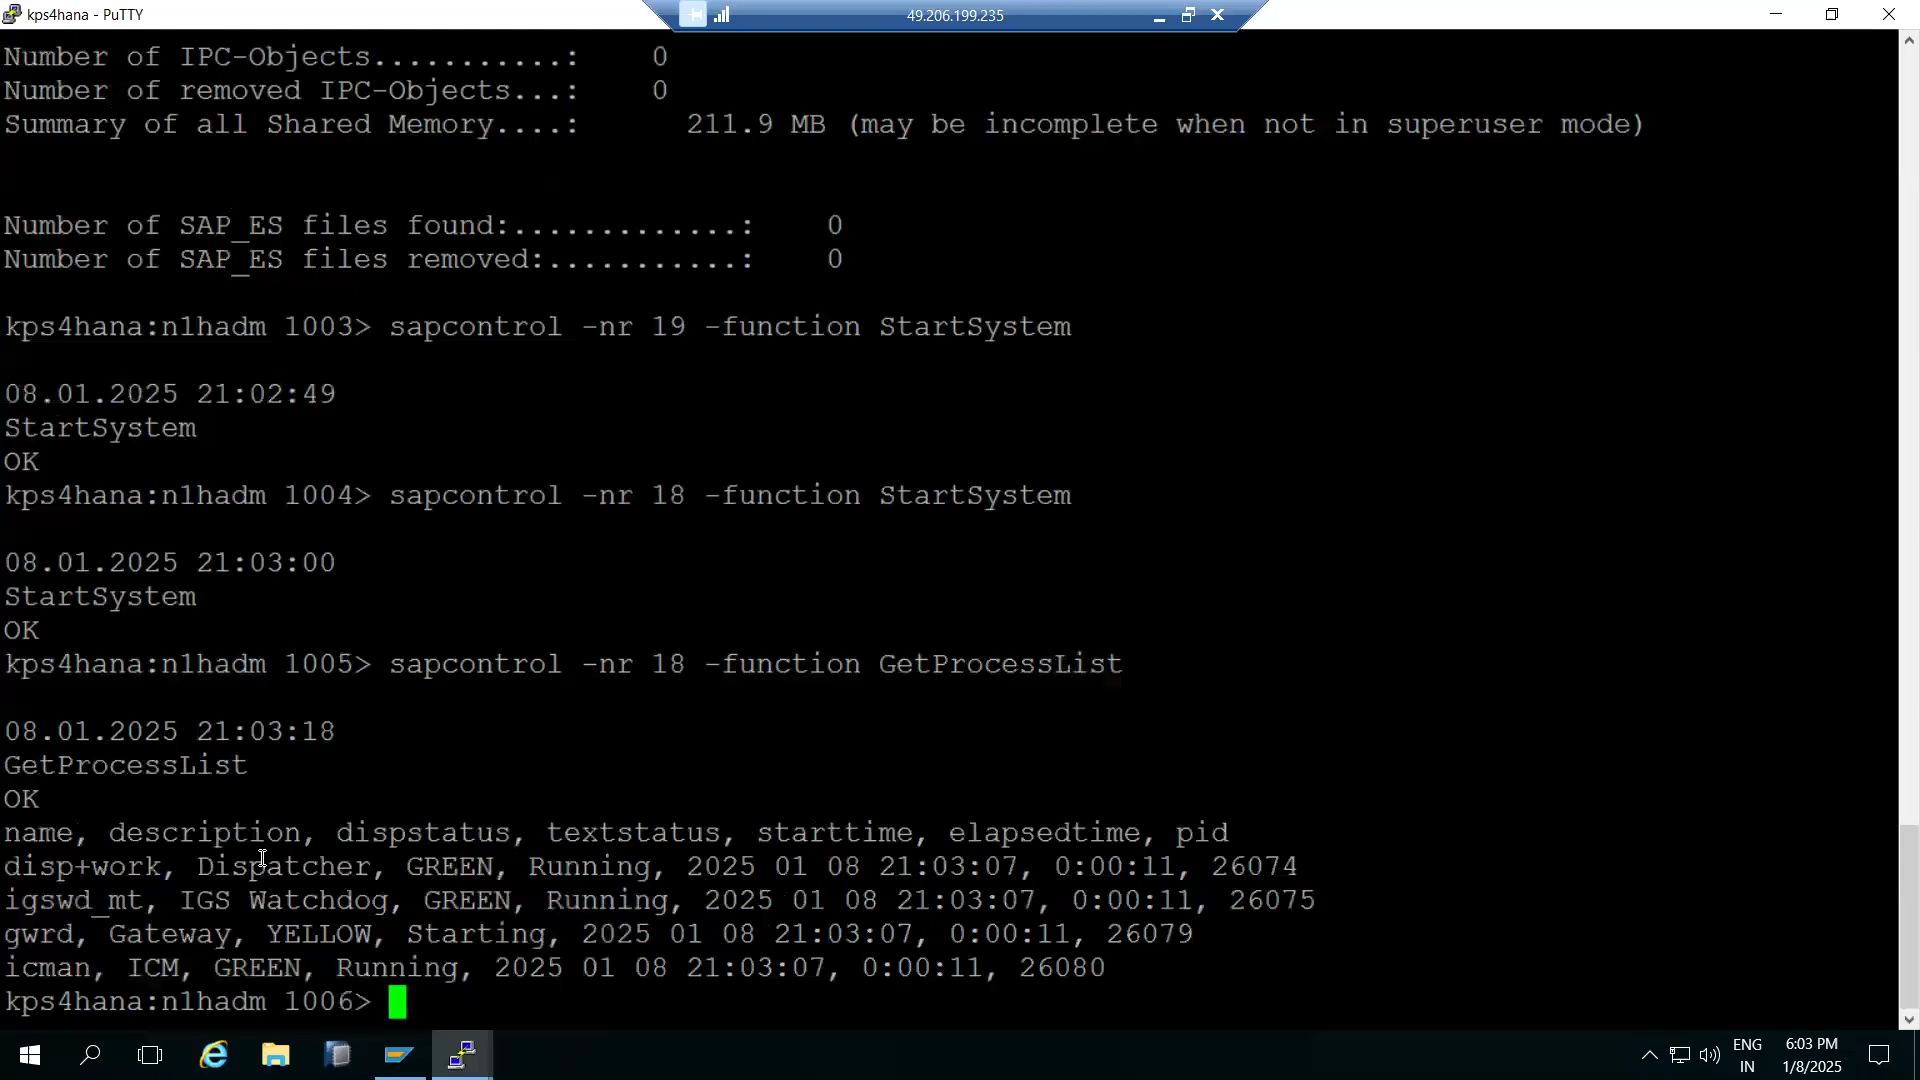 kps4hana - PuTTY
49.206.199.235
Number of IPC-Objects...........:    0
Number of removed IPC-Objects...:    0
Summary of all Shared Memory....:      211.9 MB (may be incomplete when not in superuser mode)
Number of SAP_ES files found:.............:    0
Number of SAP_ES files removed:...........:    0
kps4hana:n1hadm 1003> sapcontrol -nr 19 -function StartSystem
08.01.2025 21:02:49
StartSystem
OK
kps4hana:n1hadm 1004> sapcontrol -nr 18 -function StartSystem
08.01.2025 21:03:00
StartSystem
OK
kps4hana:n1hadm 1005> sapcontrol -nr 18 -function GetProcessList
08.01.2025 21:03:18
GetProcessList
OK
name, description, dispstatus, textstatus, starttime, elapsedtime, pid
disp+work, Dispatcher, GREEN, Running, 2025 01 08 21:03:07, 0:00:11, 26074
igswd_mt, IGS Watchdog, GREEN, Running, 2025 01 08 21:03:07, 0:00:11, 26075
gwrd, Gateway, YELLOW, Starting, 2025 01 08 21:03:07, 0:00:11, 26079
icman, ICM, GREEN, Running, 2025 01 08 21:03:07, 0:00:11, 26080
kps4hana:n1hadm 1006>
ENG
IN
6:03 PM
1/8/2025